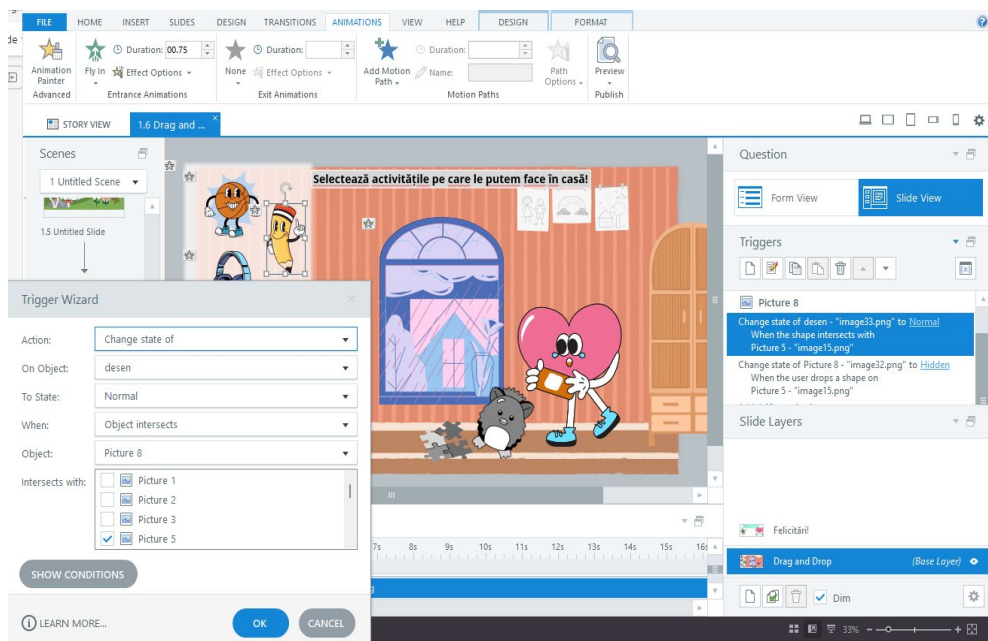 FILE HOME INSERT SLIDES DESIGN TRANSITIONS ANIMATIONS VIEW HELP DESIGN FORMAT
Animation Painter
Advanced
Fly In
Duration: 00.75
Effect Options
Entrance Animations
None
Duration:
Effect Options
Exit Animations
Add Motion Path
Duration:
Name:
Path Options
Motion Paths
Preview
Publish
STORY VIEW
1.6 Drag and ...
Scenes
1 Untitled Scene
1.5 Untitled Slide
Selectează activitățile pe care le putem face în casă!
Trigger Wizard
Action: Change state of
On Object: desen
To State: Normal
When: Object intersects
Object: Picture 8
Intersects with:
Picture 1
Picture 2
Picture 3
Picture 5
SHOW CONDITIONS
LEARN MORE...
OK
CANCEL
7s 8s 9s 10s 11s 12s 13s 14s 15s 16s
Question
Form View
Slide View
Triggers
Picture 8
Change state of desen - "image33.png" to Normal
When the shape intersects with
Picture 5 - "image15.png"
Change state of Picture 8 - "image32.png" to Hidden
When the user drops a shape on
Picture 5 - "image15.png"
Slide Layers
Felicitări!
Drag and Drop (Base Layer)
Dim
33%